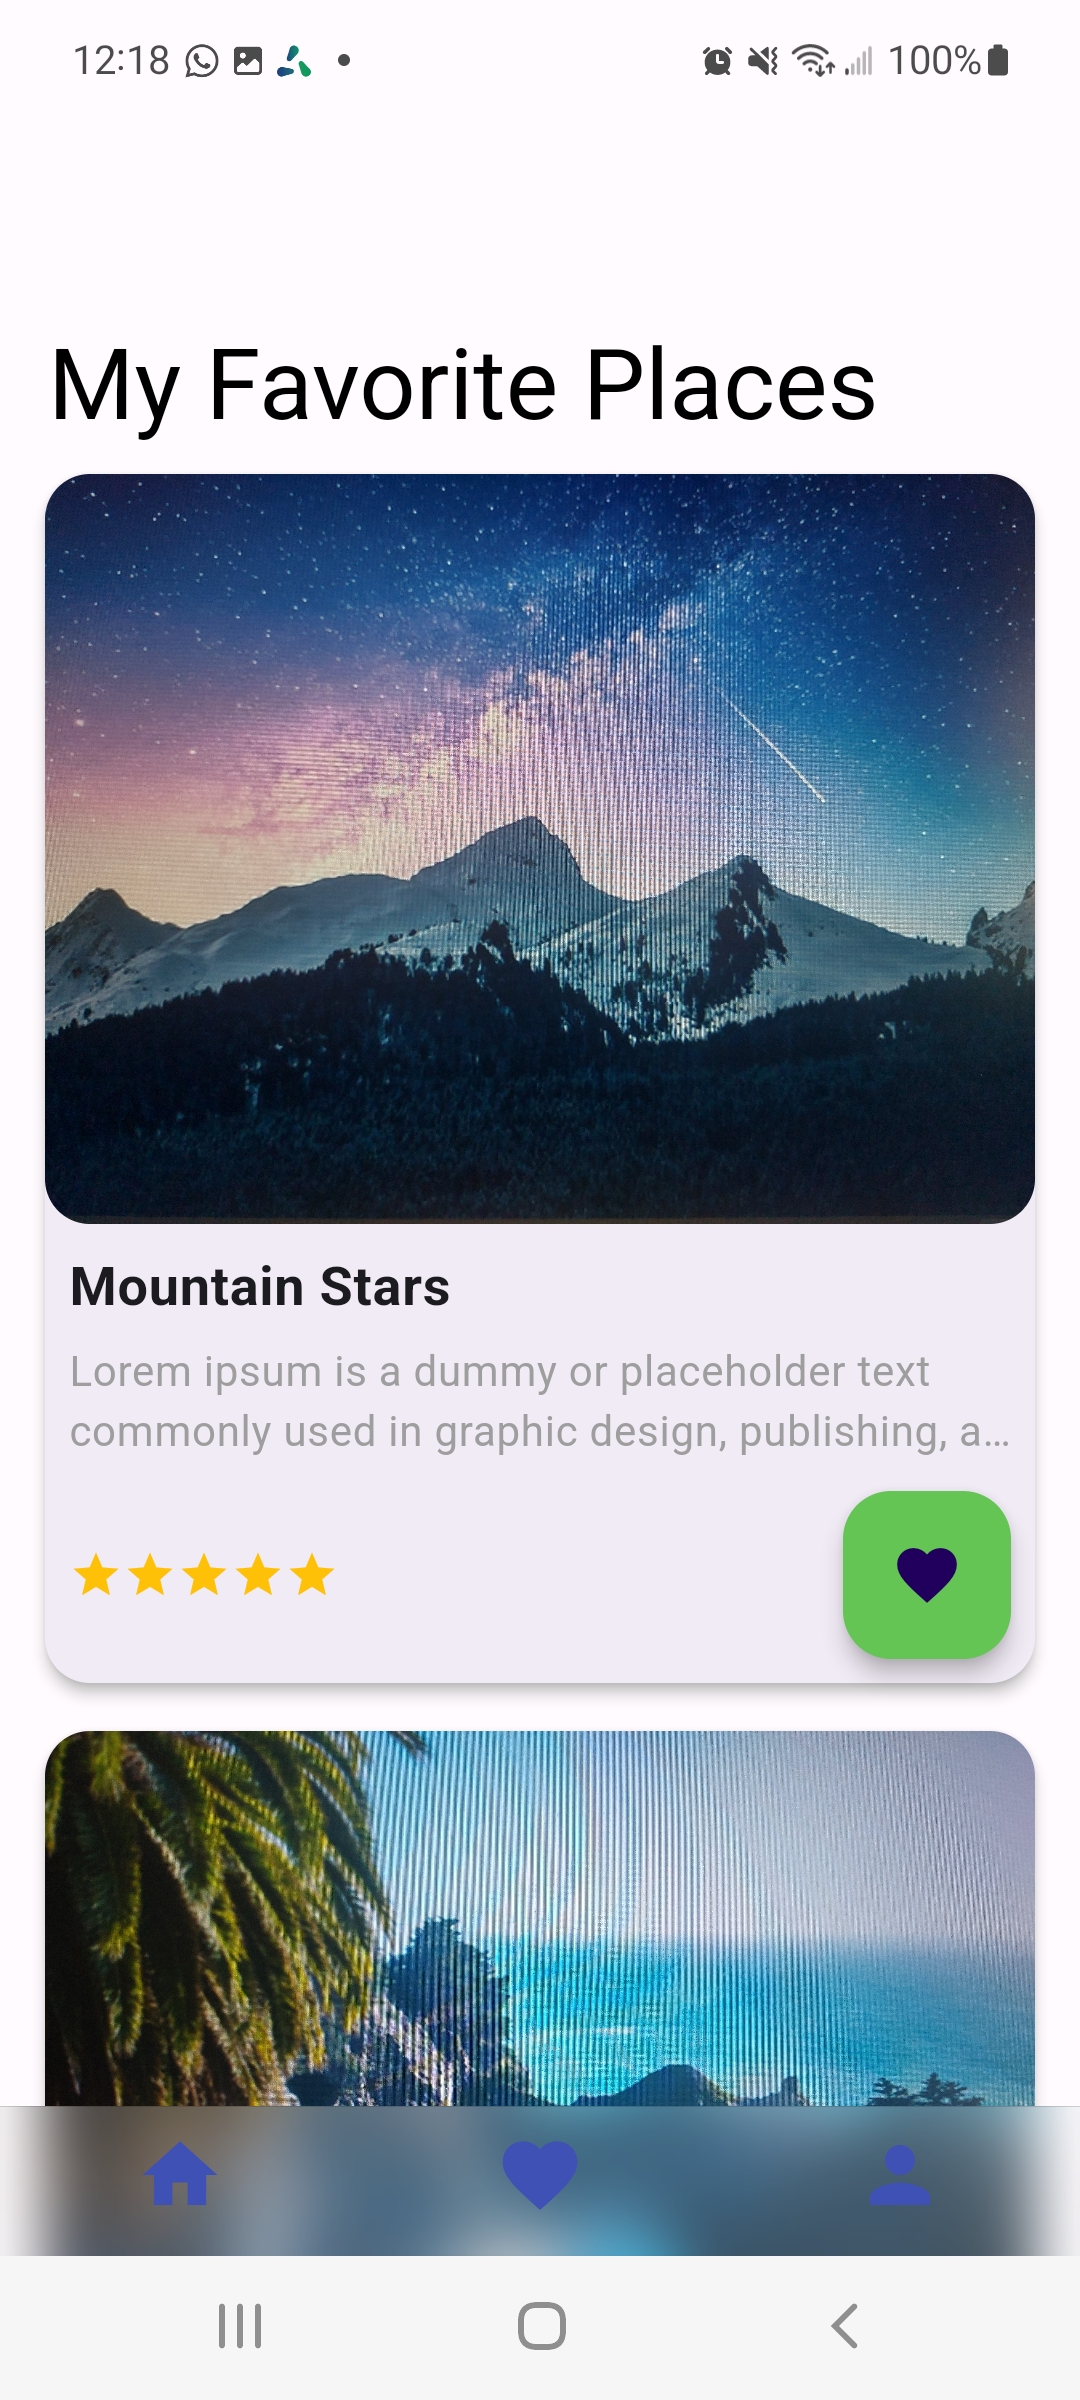 12:18
100%
My Favorite Places
Mountain Stars
Lorem ipsum is a dummy or placeholder text
commonly used in graphic design, publishing, a…